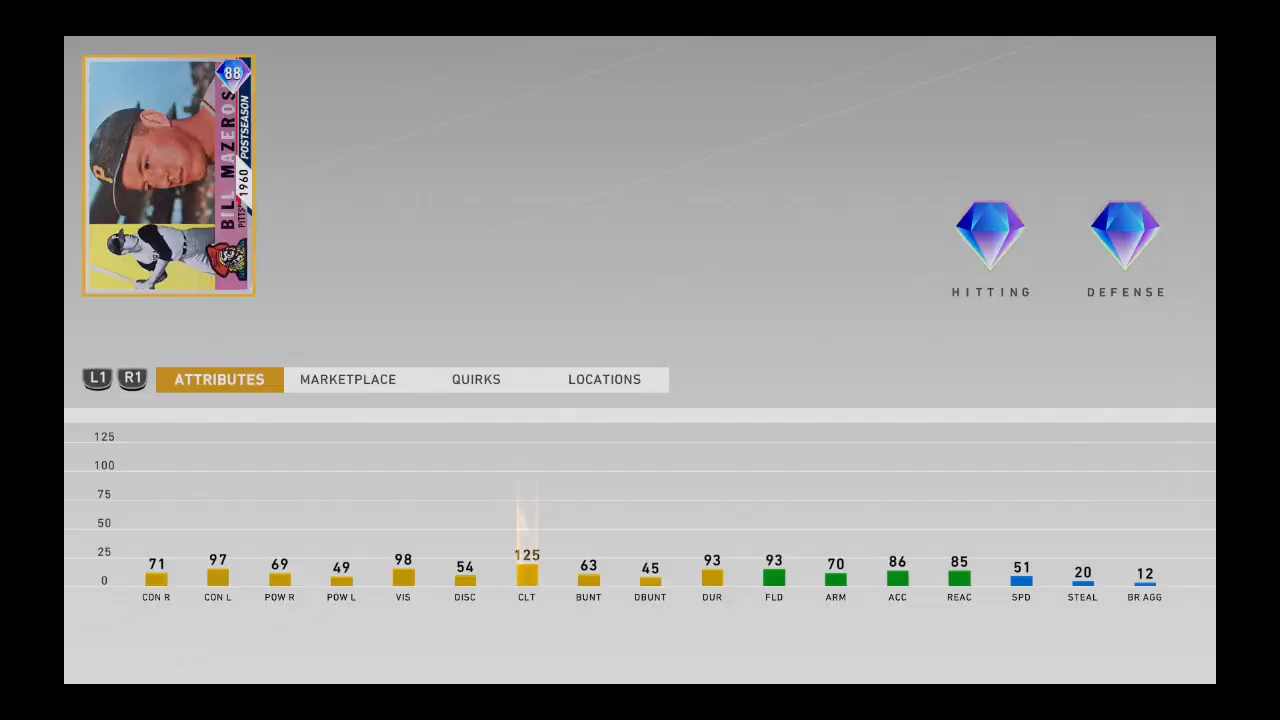 88
BILL MAZEROS
1960 POSTSEASON
HITTING DEFENSE
L1 R1 ATTRIBUTES MARKETPLACE QUIRKS LOCATIONS
125
100
75
50
25
0
71 97 69 49 98 54 125 63 45 93 93 70 86 85 51 20 12
CON R CON L POW R POW L VIS DISC CLT BUNT DBUNT DUR FLD ARM ACC REAC SPD STEAL BR AGG